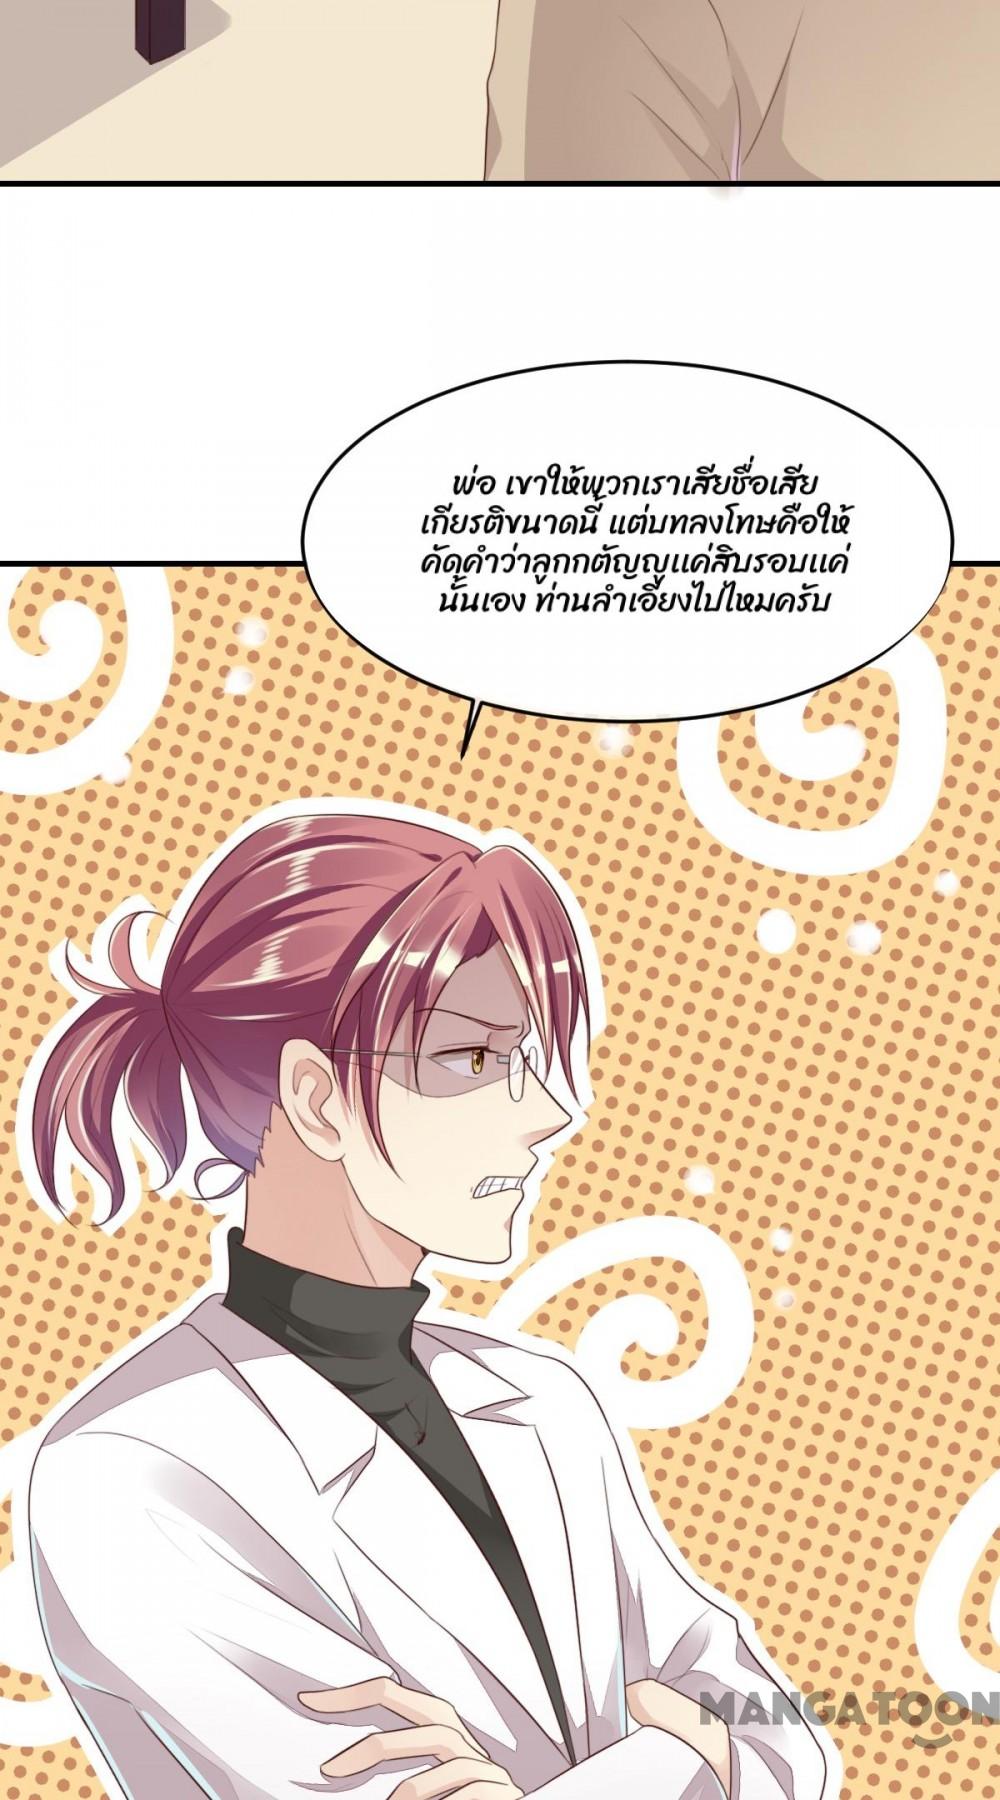 พ่อ เขาให้พวกเราเสียชื่อเสีย
เกียรติขนาดนี้ แต่บทลงโทษคือให้
คัดคำว่าลูกกตัญญูแค่สิบรอบแค่
นั้นเอง ท่านลำเอียงไปไหมครับ
MANGATOON